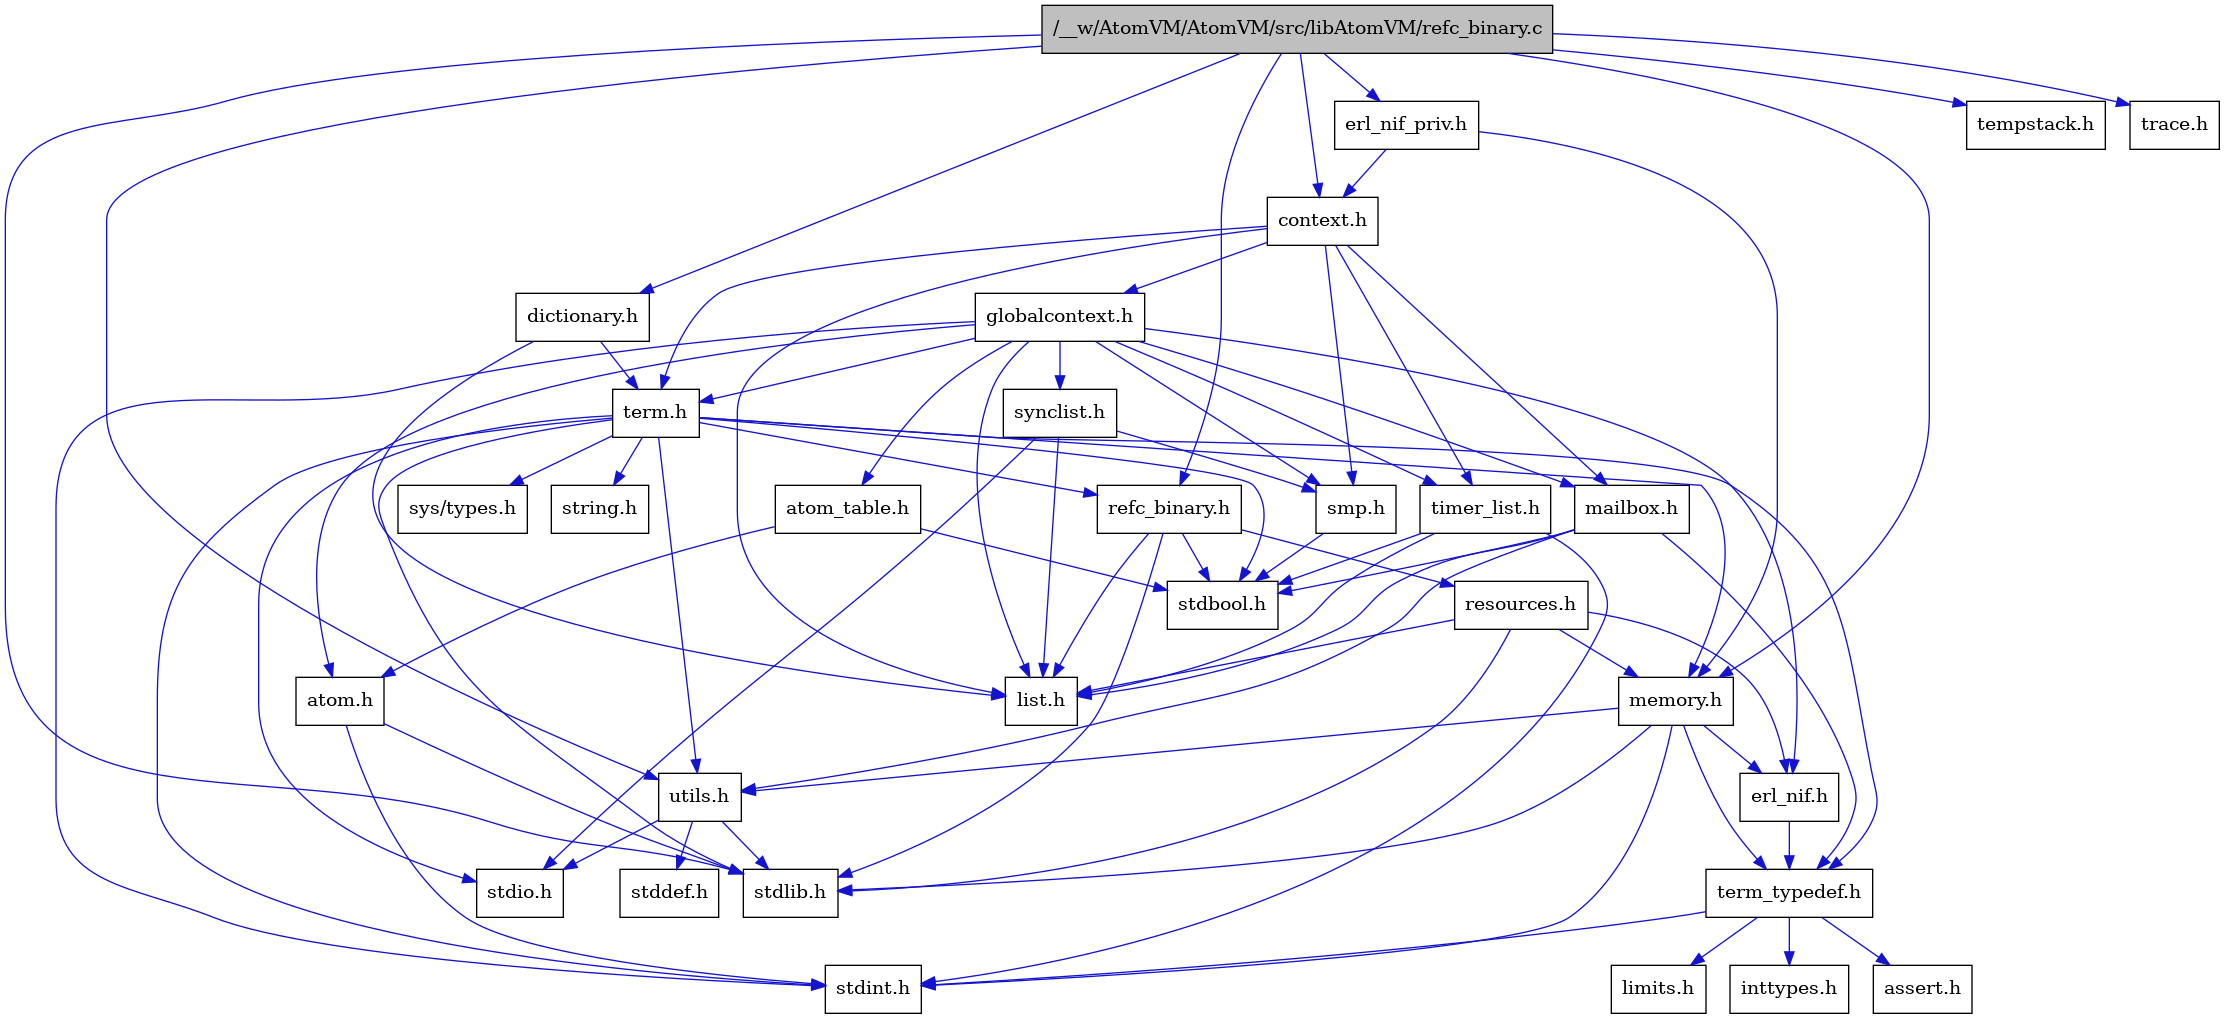 /__w/AtomVM/AtomVM/src/libAtomVM/refc_binary.c
erl_nif_priv.h
tempstack.h
trace.h
context.h
dictionary.h
globalcontext.h
term.h
synclist.h
sys/types.h
string.h
atom_table.h
refc_binary.h
smp.h
timer_list.h
mailbox.h
stdbool.h
resources.h
atom.h
list.h
memory.h
utils.h
erl_nif.h
stdio.h
stddef.h
stdlib.h
term_typedef.h
stdint.h
limits.h
inttypes.h
assert.h